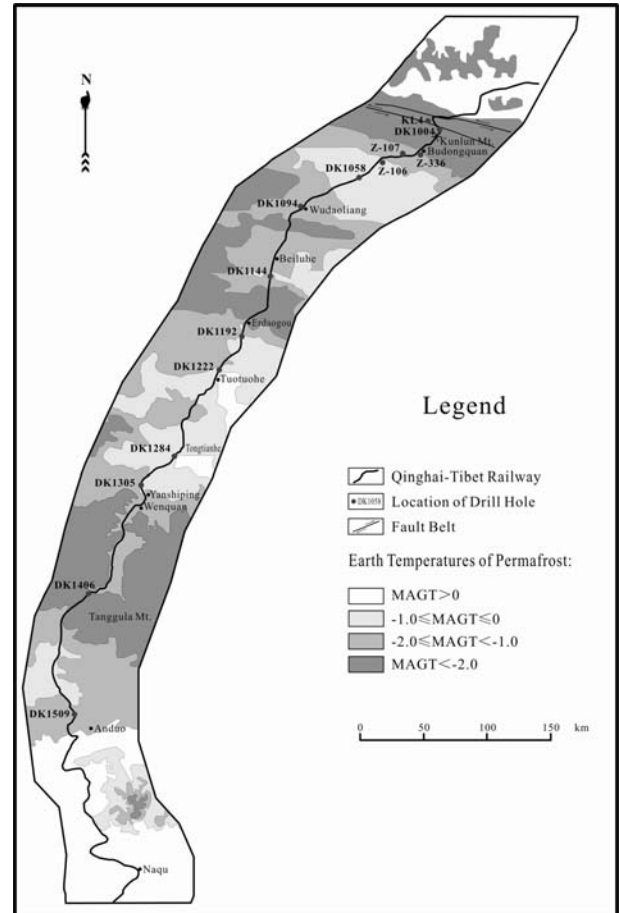 N
KL4
DK1004
Kunlun Mt.
Z-107
Budongquan
Z-336
Z-106
DK1058
DK1094
Wudaoliang
Beiluhe
DK1144
Erdaogou
DK1192
DK1222
Tuotuohe
DK1284
Tongtianhe
DK1305
Yanshiping
Wenquan
DK1406
Tanggula Mt.
DK1509
Anduo
Naqu
Legend
Qinghai-Tibet Railway
DK1058 Location of Drill Hole
Fault Belt
Earth Temperatures of Permafrost:
MAGT>0
-1.0≤MAGT≤0
-2.0≤MAGT<-1.0
MAGT<-2.0
0 50 100 150 km